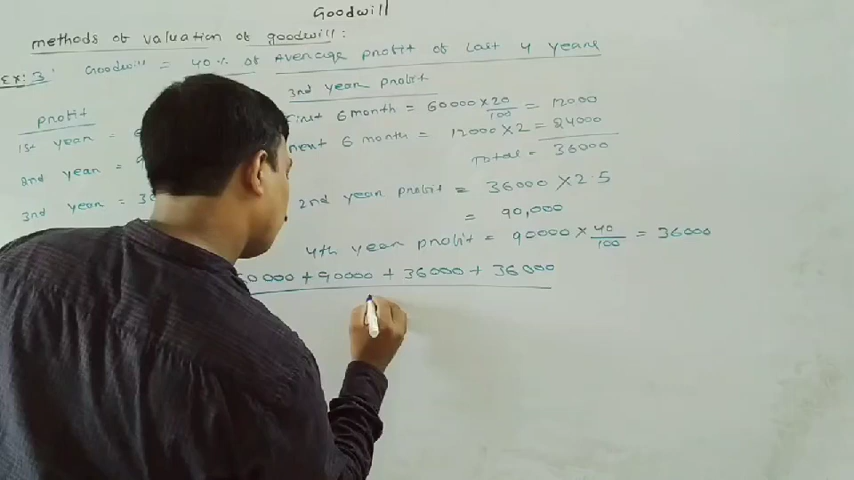 Goodwill
methods of valuation of goodwill :
Ex: 3 : Goodwill = 40% of Average profit of last 4 years
profit
1st year =
2nd year =
3rd year = 36
3rd year profit
First 6 month = 60000 × 20/100 = 12000
next 6 month = 12000 × 2 = 24000
Total = 36000
2nd year profit = 36000 × 2.5
= 90,000
4th year profit = 90000 × 40/100 = 36000
0000 + 90000 + 36000 + 36000